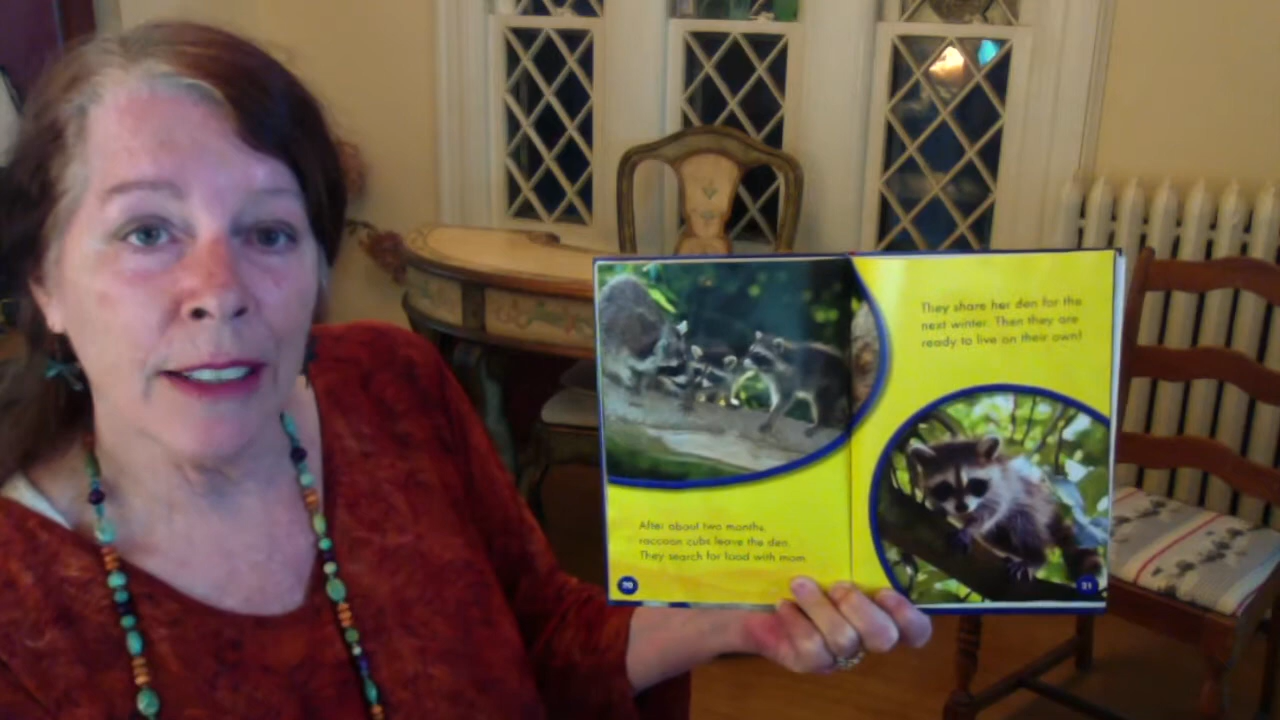 After about two months,
raccoon cubs leave the den.
They search for food with mom.
20
They share her den for the
next winter. Then they are
ready to live on their own!
21